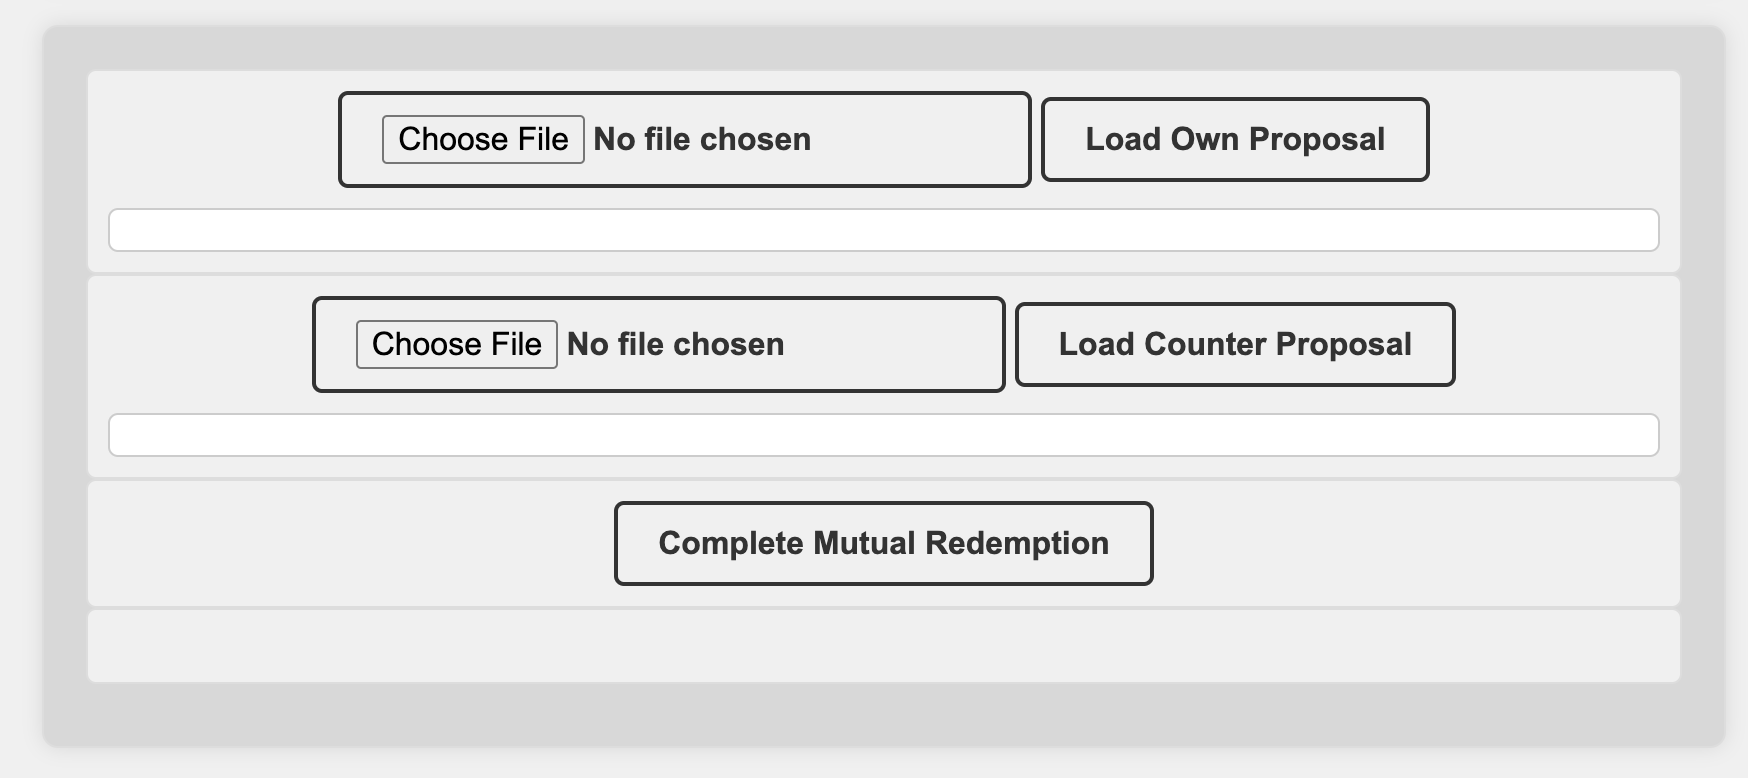 Choose File No file chosen Load Own Proposal
Choose File No file chosen Load Counter Proposal
Complete Mutual Redemption